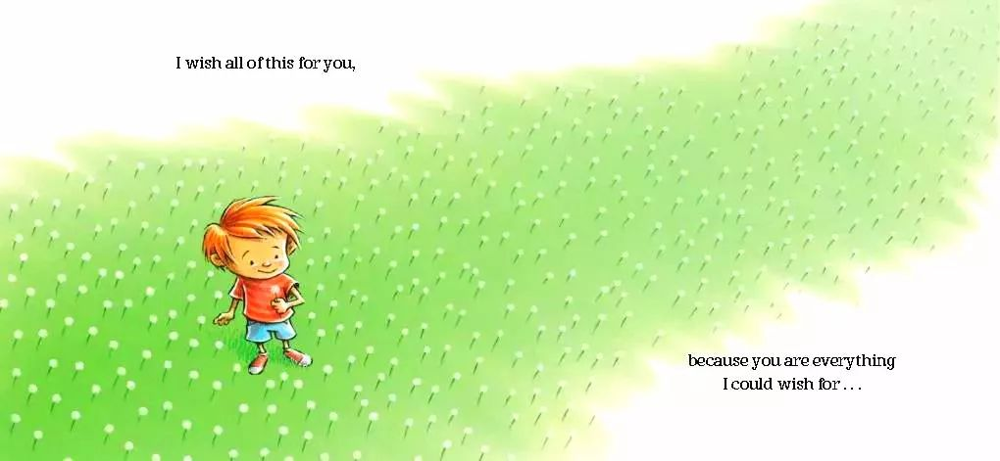 I wish all of this for you,
because you are everything
I could wish for . . .